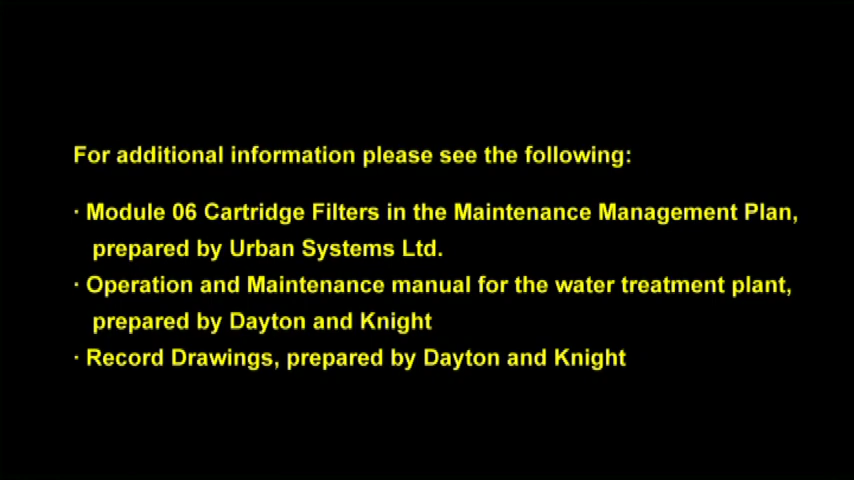 For additional information please see the following:
· Module 06 Cartridge Filters in the Maintenance Management Plan,
prepared by Urban Systems Ltd.
· Operation and Maintenance manual for the water treatment plant,
prepared by Dayton and Knight
· Record Drawings, prepared by Dayton and Knight